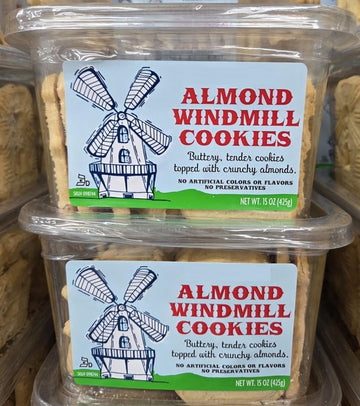 ALMOND
WINDMILL
COOKIES
Buttery, tender cookies
topped with crunchy almonds.
NO ARTIFICIAL COLORS OR FLAVORS
NO PRESERVATIVES
NET WT. 15 OZ (425g)
ALMOND
WINDMILL
COOKIES
Buttery, tender cookies
topped with crunchy almonds.
NO ARTIFICIAL COLORS OR FLAVORS
NO PRESERVATIVES
NET WT. 15 OZ (425g)